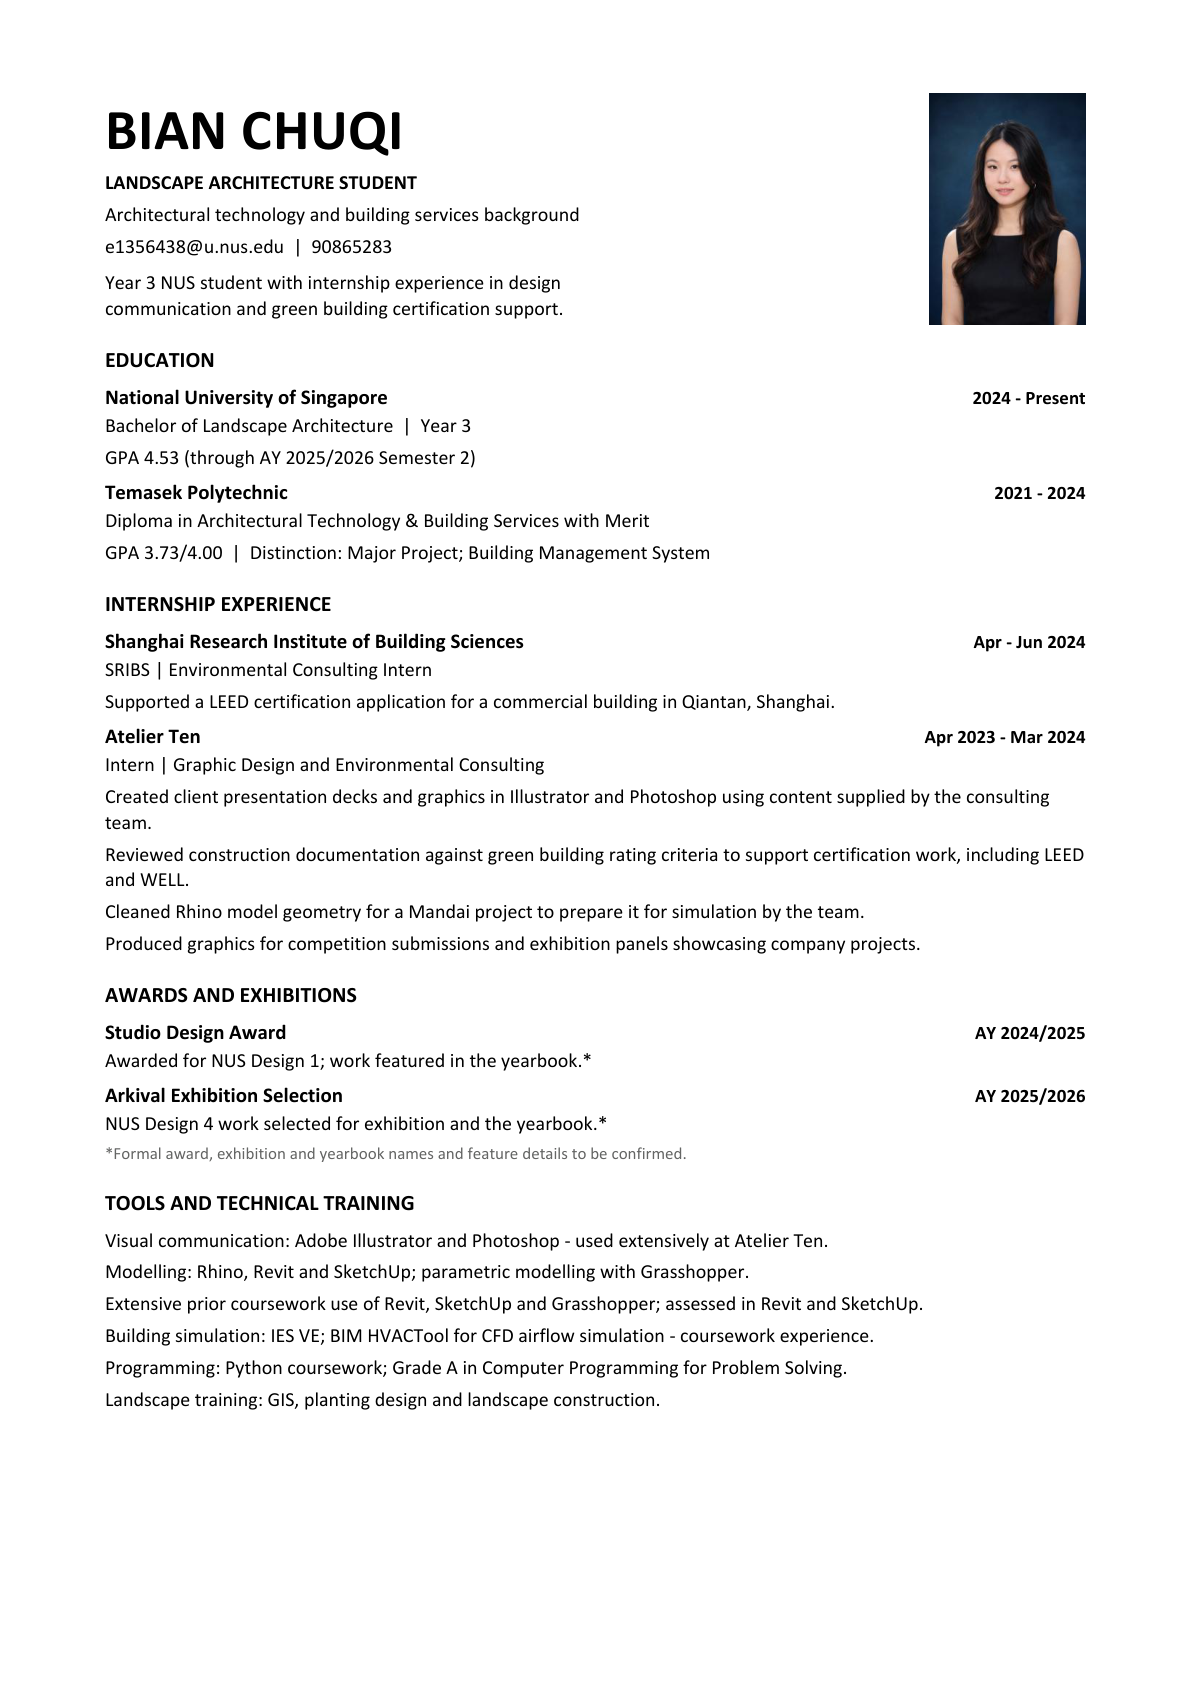 BIAN CHUQI
LANDSCAPE ARCHITECTURE STUDENT
Architectural technology and building services background
e1356438@u.nus.edu | 90865283
Year 3 NUS student with internship experience in design
communication and green building certification support.
EDUCATION
National University of Singapore 2024 - Present
Bachelor of Landscape Architecture | Year 3
GPA 4.53 (through AY 2025/2026 Semester 2)
Temasek Polytechnic 2021 - 2024
Diploma in Architectural Technology & Building Services with Merit
GPA 3.73/4.00 | Distinction: Major Project; Building Management System
INTERNSHIP EXPERIENCE
Shanghai Research Institute of Building Sciences Apr - Jun 2024
SRIBS | Environmental Consulting Intern
Supported a LEED certification application for a commercial building in Qiantan, Shanghai.
Atelier Ten Apr 2023 - Mar 2024
Intern | Graphic Design and Environmental Consulting
Created client presentation decks and graphics in Illustrator and Photoshop using content supplied by the consulting
team.
Reviewed construction documentation against green building rating criteria to support certification work, including LEED
and WELL.
Cleaned Rhino model geometry for a Mandai project to prepare it for simulation by the team.
Produced graphics for competition submissions and exhibition panels showcasing company projects.
AWARDS AND EXHIBITIONS
Studio Design Award AY 2024/2025
Awarded for NUS Design 1; work featured in the yearbook.*
Arkival Exhibition Selection AY 2025/2026
NUS Design 4 work selected for exhibition and the yearbook.*
*Formal award, exhibition and yearbook names and feature details to be confirmed.
TOOLS AND TECHNICAL TRAINING
Visual communication: Adobe Illustrator and Photoshop - used extensively at Atelier Ten.
Modelling: Rhino, Revit and SketchUp; parametric modelling with Grasshopper.
Extensive prior coursework use of Revit, SketchUp and Grasshopper; assessed in Revit and SketchUp.
Building simulation: IES VE; BIM HVACTool for CFD airflow simulation - coursework experience.
Programming: Python coursework; Grade A in Computer Programming for Problem Solving.
Landscape training: GIS, planting design and landscape construction.